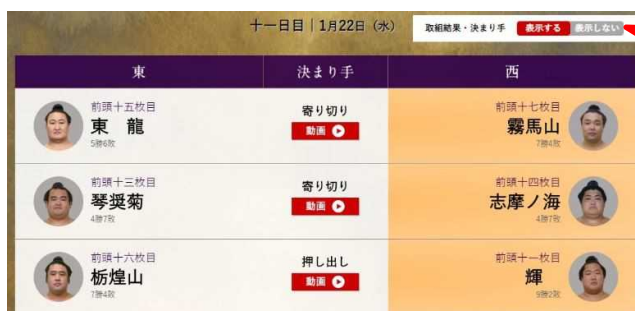 十一日目｜1月22日（水）
取組結果・決まり手 表示する 表示しない
東 決まり手 西
前頭十五枚目 寄り切り 前頭十七枚目
東 龍 動画 霧馬山
5勝6敗 7勝4敗
前頭十三枚目 寄り切り 前頭十四枚目
琴奨菊 動画 志摩ノ海
4勝7敗 4勝7敗
前頭十六枚目 押し出し 前頭十一枚目
栃煌山 動画 輝
7勝4敗 9勝2敗